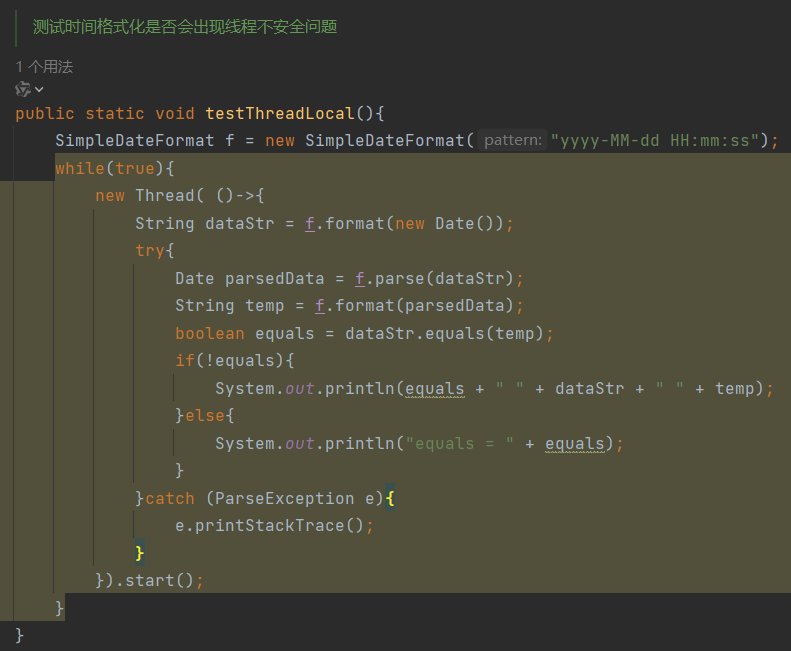 测试时间格式化是否会出现线程不安全问题
1 个用法
public static void testThreadLocal(){
SimpleDateFormat f = new SimpleDateFormat( pattern: "yyyy-MM-dd HH:mm:ss");
while(true){
new Thread( ()->{
String dataStr = f.format(new Date());
try{
Date parsedData = f.parse(dataStr);
String temp = f.format(parsedData);
boolean equals = dataStr.equals(temp);
if(!equals){
System.out.println(equals + " " + dataStr + " " + temp);
}else{
System.out.println("equals = " + equals);
}
}catch (ParseException e){
e.printStackTrace();
}
}).start();
}
}